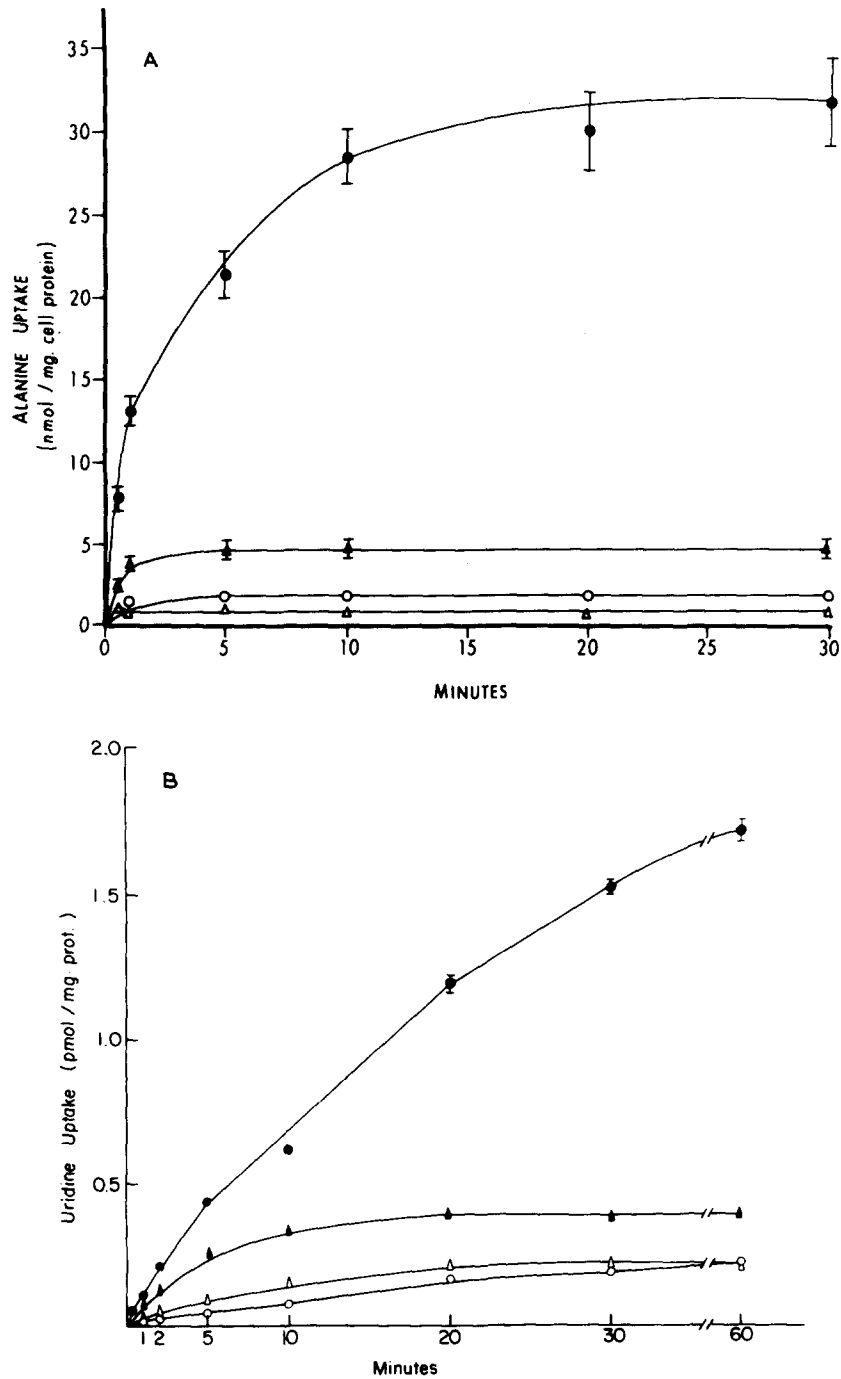 A
35
30
25
20
15
10
5
0
ALANINE UPTAKE
(nmol / mg. cell protein)
0 5 10 15 20 25 30
MINUTES
B
2.0
1.5
1.0
0.5
Uridine Uptake (pmol / mg. prot.)
1 2 5 10 20 30 60
Minutes